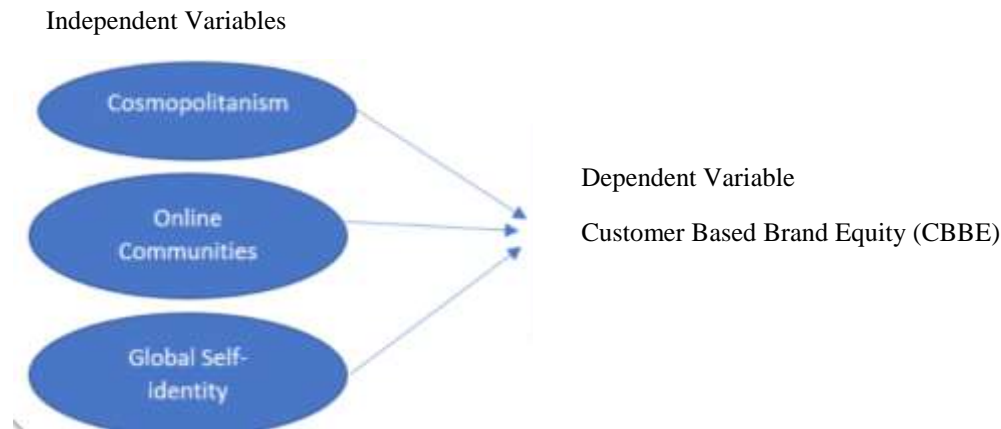 Independent Variables
Cosmopolitanism
Online
Communities
Global Self-
identity
Dependent Variable
Customer Based Brand Equity (CBBE)